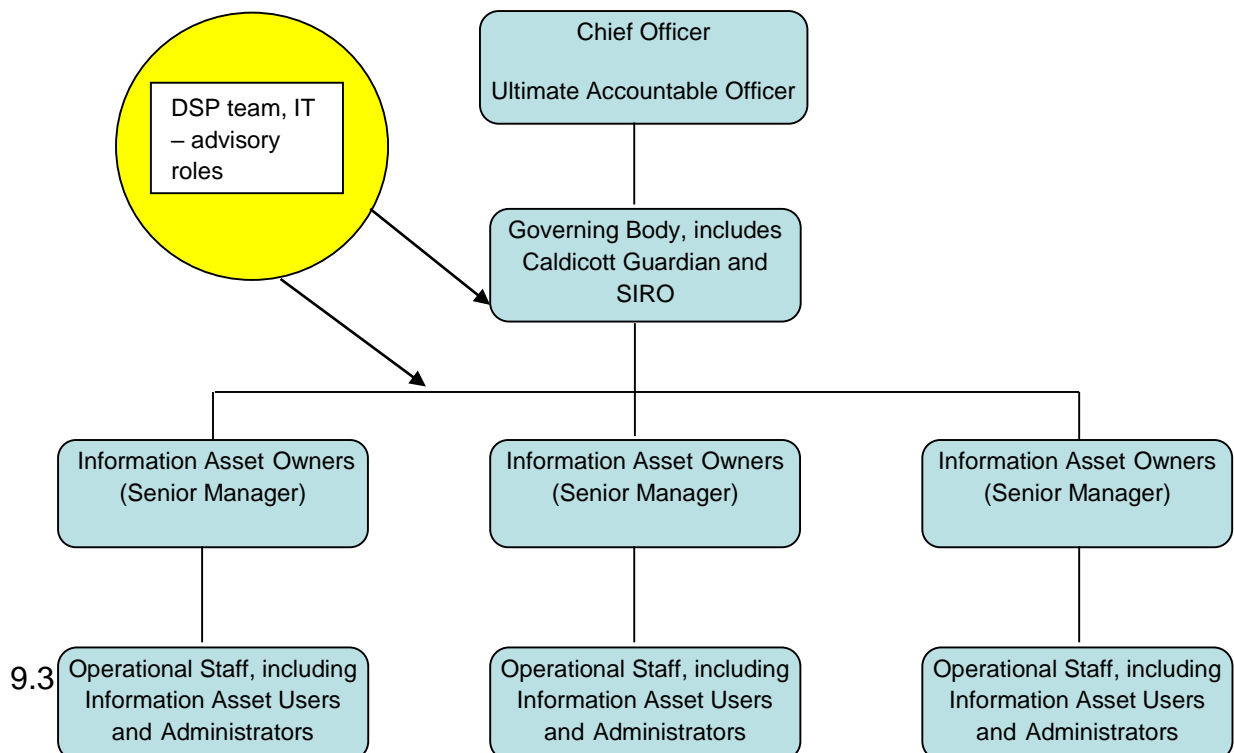 Chief Officer
Ultimate Accountable Officer
DSP team, IT
– advisory
roles
Governing Body, includes
Caldicott Guardian and
SIRO
Information Asset Owners
(Senior Manager)
Information Asset Owners
(Senior Manager)
Information Asset Owners
(Senior Manager)
9.3
Operational Staff, including
Information Asset Users
and Administrators
Operational Staff, including
Information Asset Users
and Administrators
Operational Staff, including
Information Asset Users
and Administrators